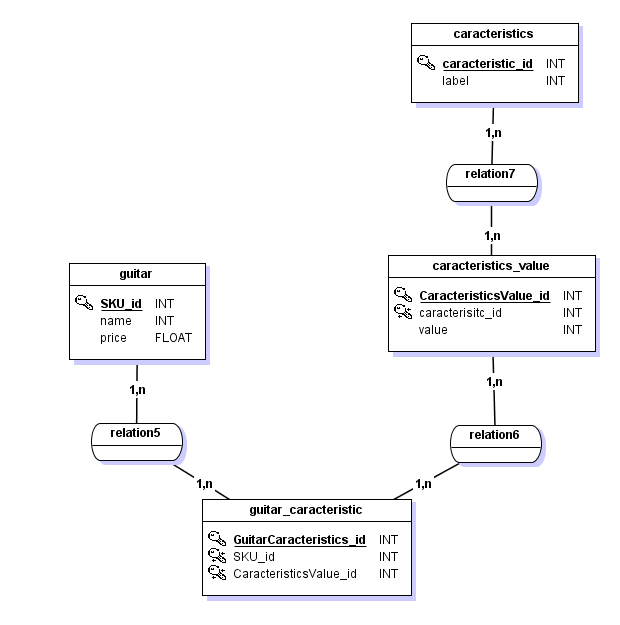 caracteristics
caracteristic_id INT
label INT
1,n
relation7
1,n
caracteristics_value
CaracteristicsValue_id INT
caracterisitc_id INT
value INT
guitar
SKU_id INT
name INT
price FLOAT
1,n
1,n
relation5
relation6
1,n
1,n
guitar_caracteristic
GuitarCaracteristics_id INT
SKU_id INT
CaracteristicsValue_id INT